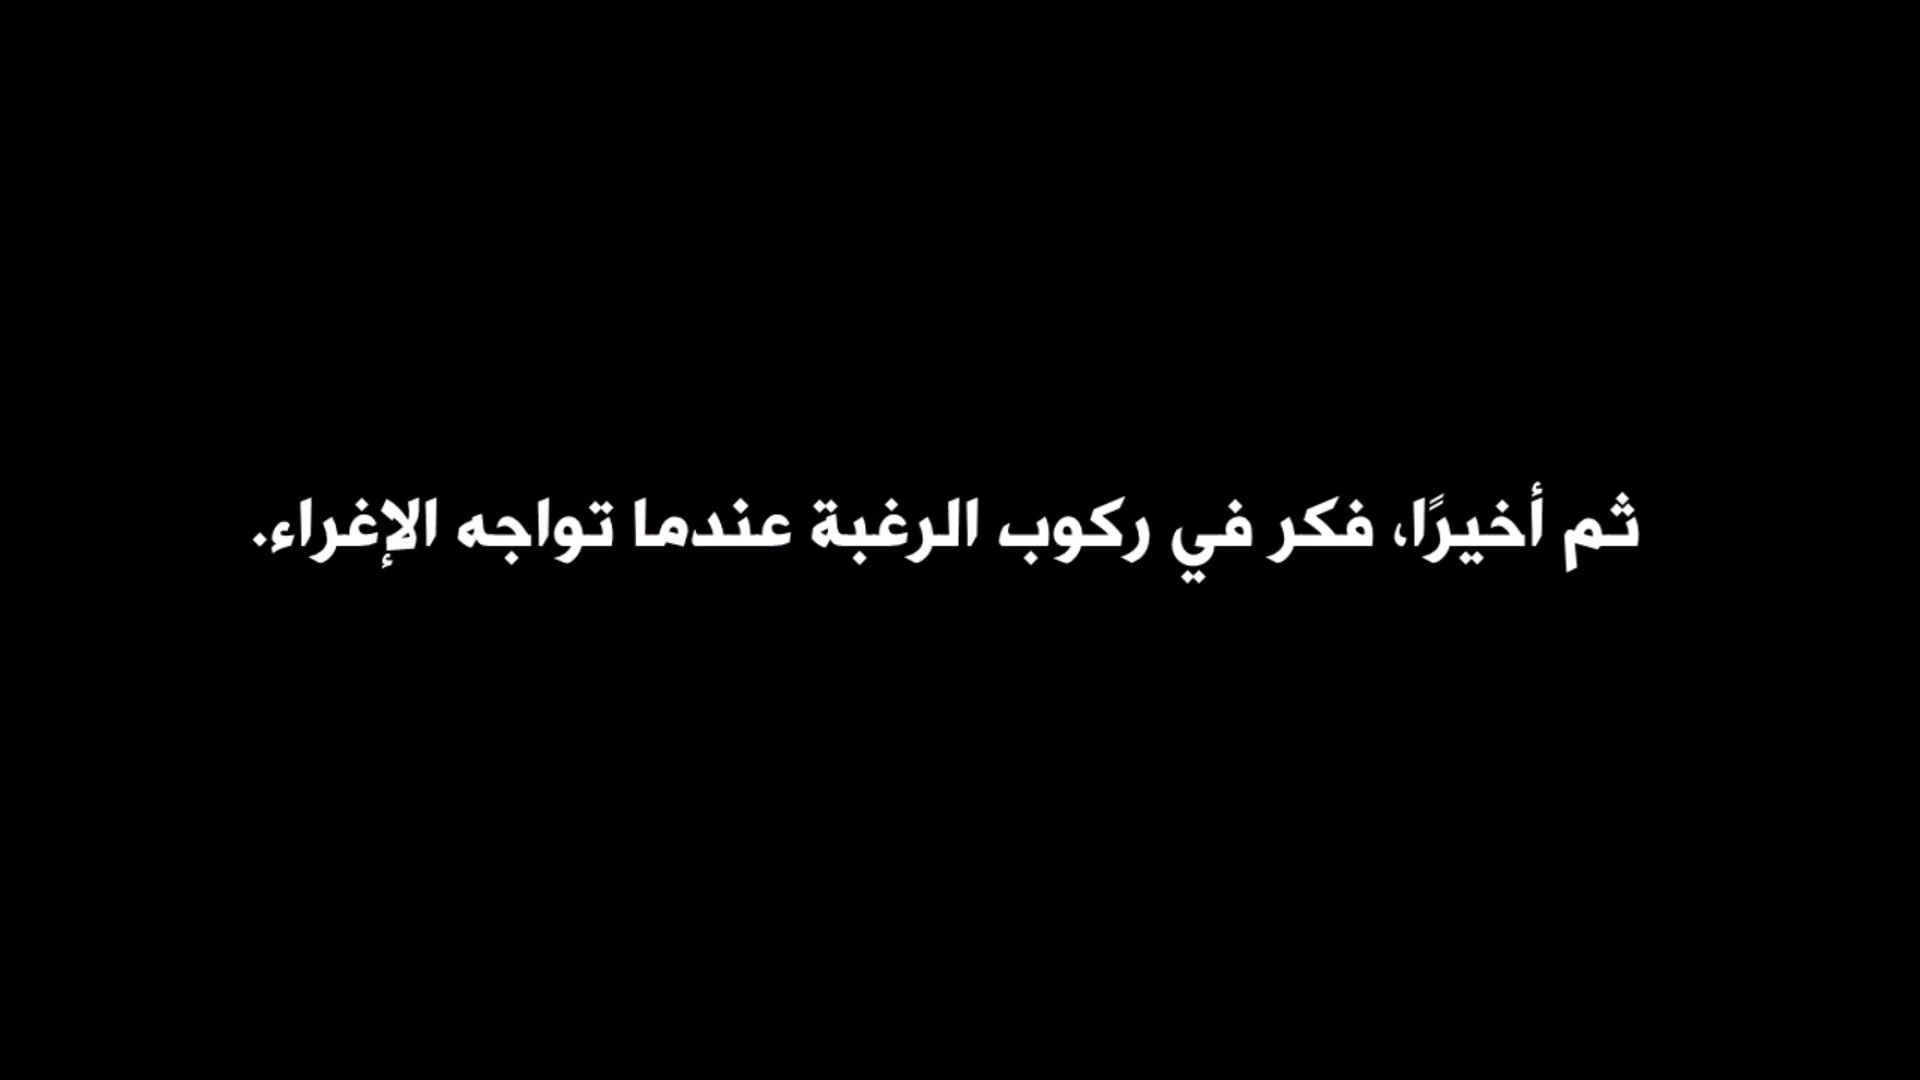 ثم أخيرًا، فكر في ركوب الرغبة عندما تواجه الإغراء.